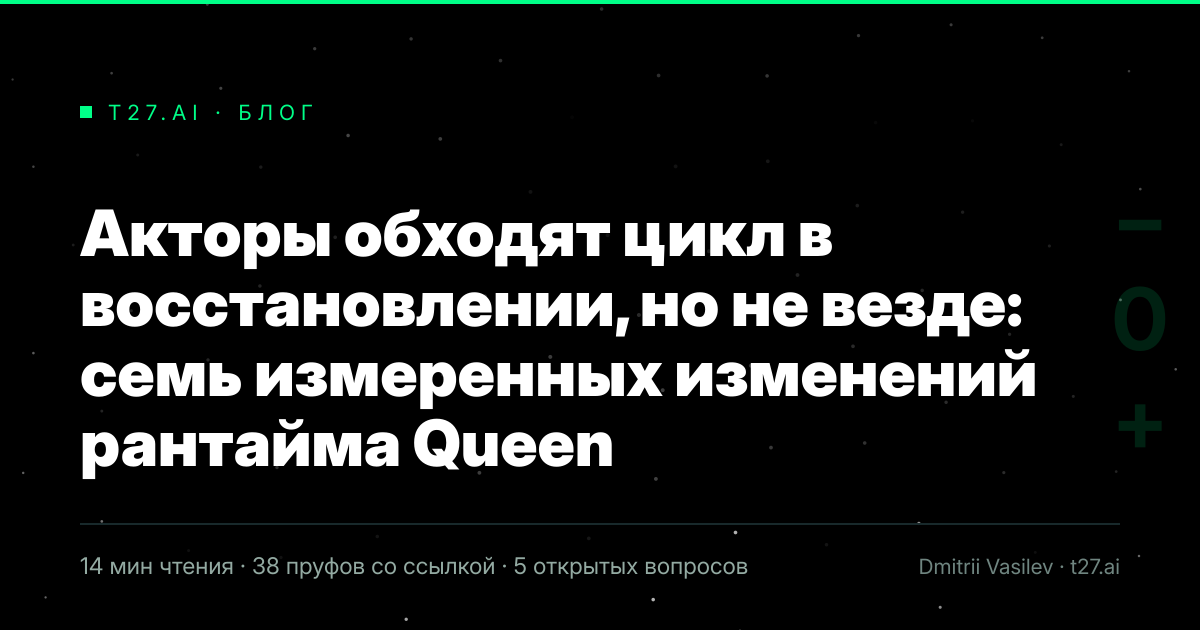 T27.AI · БЛОГ
Акторы обходят цикл в
восстановлении, но не везде:
семь измеренных изменений
рантайма Queen
−
0
+
14 мин чтения · 38 пруфов со ссылкой · 5 открытых вопросов
Dmitrii Vasilev · t27.ai